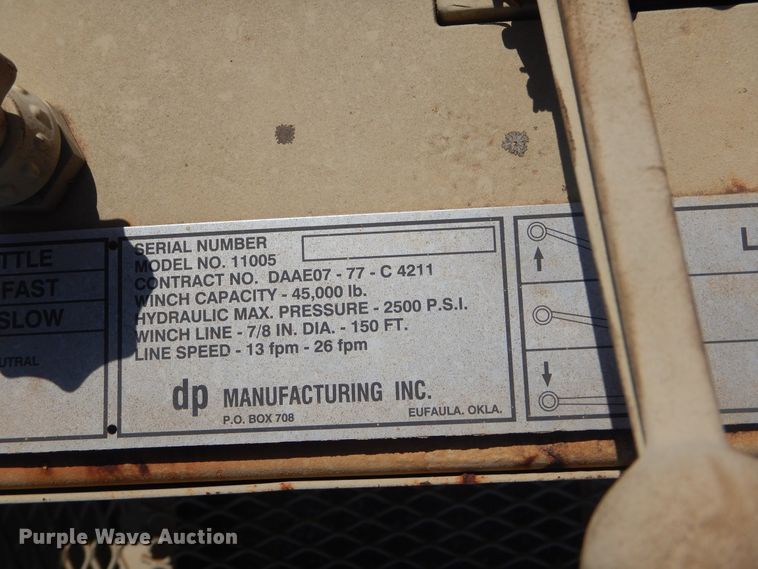 TTLE
FAST
SLOW
UTRAL
SERIAL NUMBER
MODEL NO. 11005
CONTRACT NO. DAAE07 - 77 - C 4211
WINCH CAPACITY - 45,000 lb.
HYDRAULIC MAX. PRESSURE - 2500 P.S.I.
WINCH LINE - 7/8 IN. DIA. - 150 FT.
LINE SPEED - 13 fpm - 26 fpm
dp MANUFACTURING INC.
P.O. BOX 708 EUFAULA, OKLA.
L
Purple Wave Auction